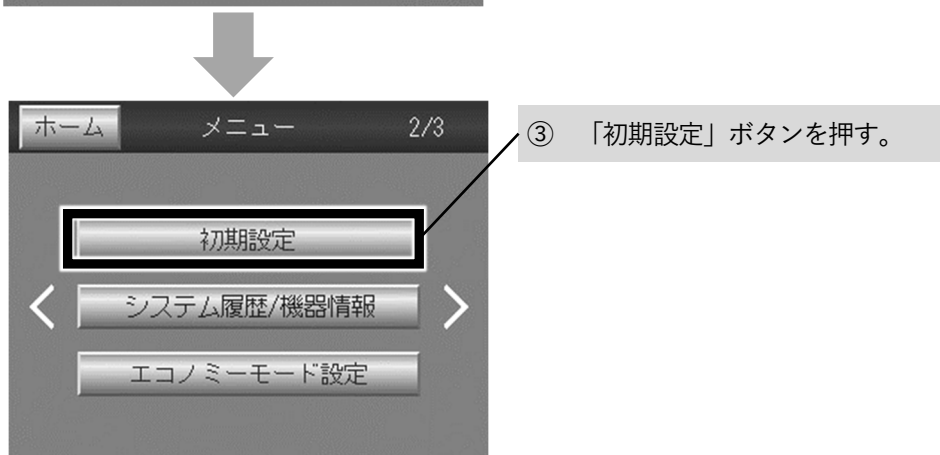 ホーム メニュー 2/3
③ 「初期設定」ボタンを押す。
初期設定
システム履歴/機器情報
エコノミーモード設定